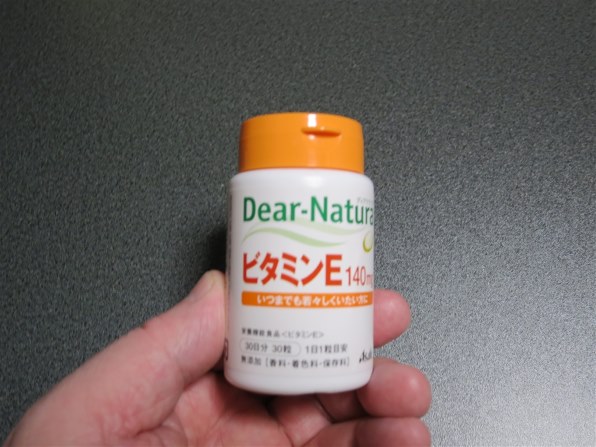 Dear-Natura
ビタミンE 140mg
いつまでも若々しくいたい方に
栄養機能食品<ビタミンE>
30日分 30粒 1日1粒目安
無添加 [香料・着色料・保存料]
Asahi